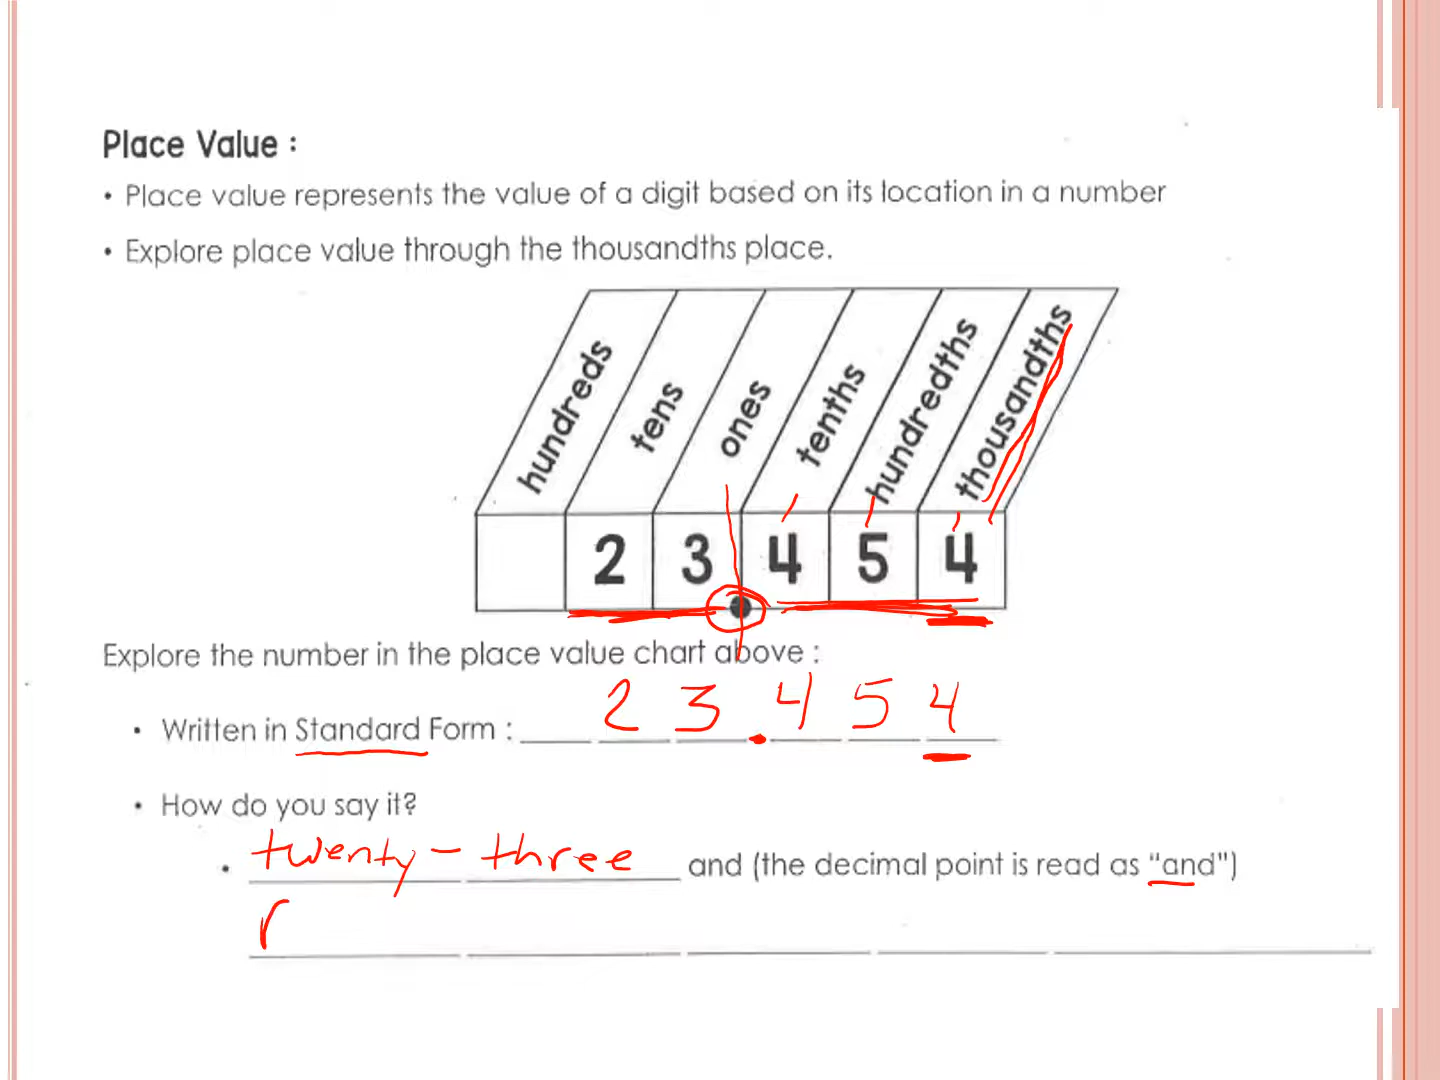 Place Value :
• Place value represents the value of a digit based on its location in a number
• Explore place value through the thousandths place.
hundreds tens ones tenths hundredths thousandths
2 3 . 4 5 4
Explore the number in the place value chart above :
• Written in Standard Form : 2 3 . 4 5 4
• How do you say it?
• twenty - three and (the decimal point is read as "and")